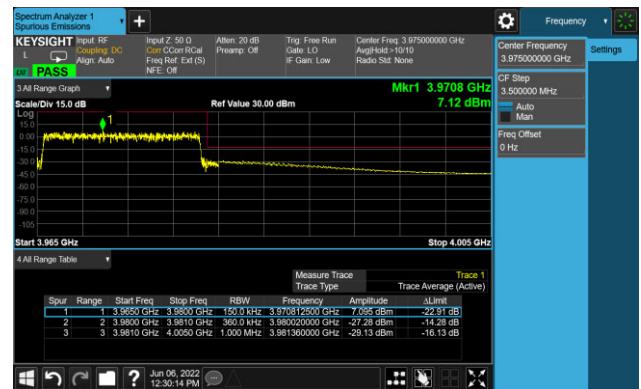 Spectrum Analyzer 1
Spurious Emissions
Frequency
KEYSIGHT
L
Input: RF
Coupling: DC
Align: Auto
Input Z: 50 Ω
Corr CCorr RCal
Freq Ref: Ext (S)
NFE: Off
Atten: 20 dB
Preamp: Off
Trig: Free Run
Gate: LO
IF Gain: Low
Center Freq: 3.975000000 GHz
Avg|Hold:>10/10
Radio Std: None
PASS
Center Frequency
3.975000000 GHz
Settings
CF Step
3.500000 MHz
Auto
Man
Freq Offset
0 Hz
3 All Range Graph
Mkr1 3.9708 GHz
Scale/Div 15.0 dB
Ref Value 30.00 dBm
7.12 dBm
Log
15.0
0.00
-15.0
-30.0
-45.0
-60.0
-75.0
-90.0
-105
1
Start 3.965 GHz
Stop 4.005 GHz
4 All Range Table
Measure Trace Trace 1
Trace Type Trace Average (Active)
Spur Range Start Freq Stop Freq RBW Frequency Amplitude ΔLimit
1 1 3.9650 GHz 3.9800 GHz 150.0 kHz 3.970812500 GHz 7.095 dBm -22.91 dB
2 2 3.9800 GHz 3.9810 GHz 360.0 kHz 3.980020000 GHz -27.28 dBm -14.28 dB
3 3 3.9810 GHz 4.0050 GHz 1.000 MHz 3.981360000 GHz -29.13 dBm -16.13 dB
Jun 06, 2022
12:30:14 PM